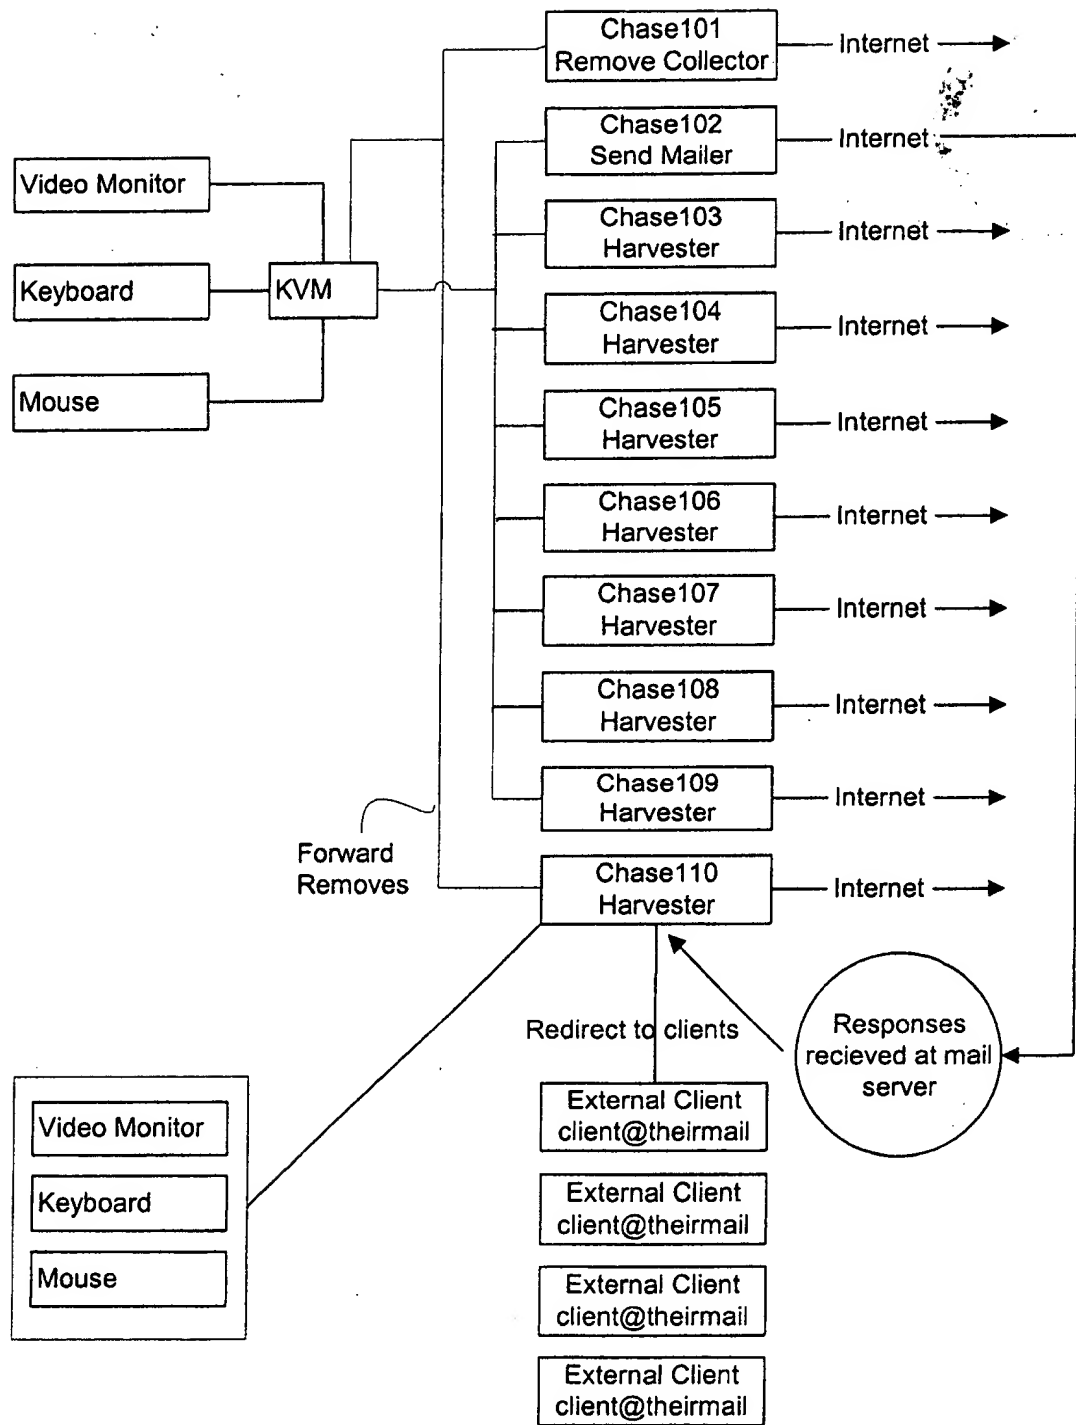 Chase101
Remove Collector
Internet
Chase102
Send Mailer
Internet
Video Monitor
Chase103
Harvester
Internet
Keyboard
KVM
Chase104
Harvester
Internet
Mouse
Chase105
Harvester
Internet
Chase106
Harvester
Internet
Chase107
Harvester
Internet
Chase108
Harvester
Internet
Chase109
Harvester
Internet
Forward
Removes
Chase110
Harvester
Internet
Redirect to clients
Responses
recieved at mail
server
Video Monitor
Keyboard
Mouse
External Client
client@theirmail
External Client
client@theirmail
External Client
client@theirmail
External Client
client@theirmail